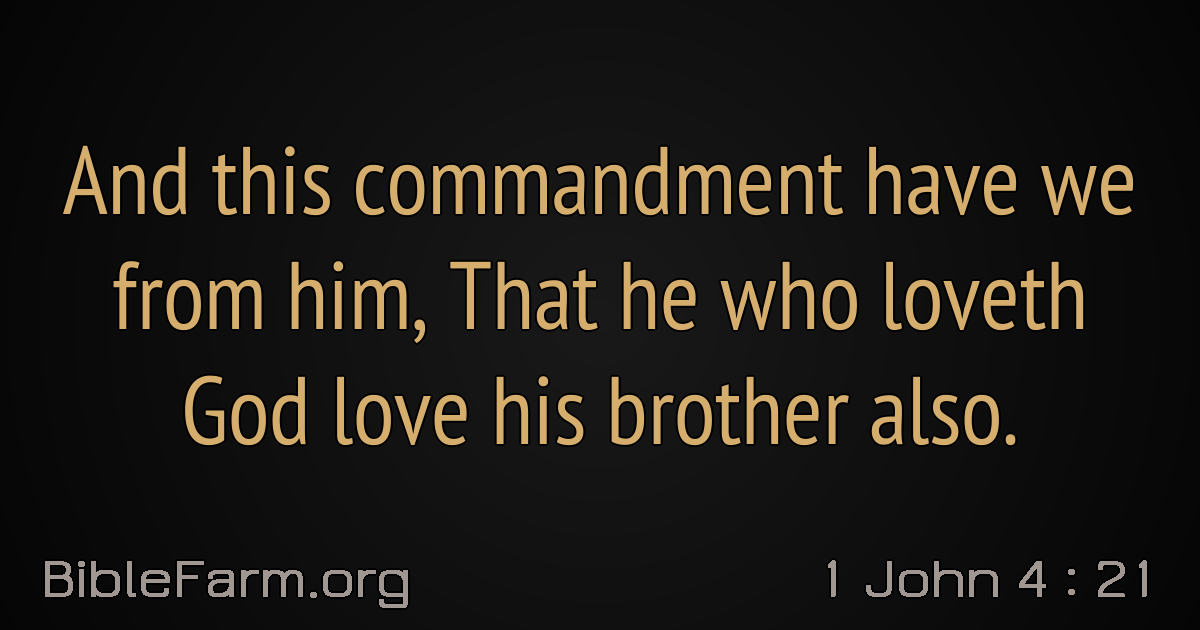 And this commandment have we
from him, That he who loveth
God love his brother also.
BibleFarm.org
1 John 4 : 21